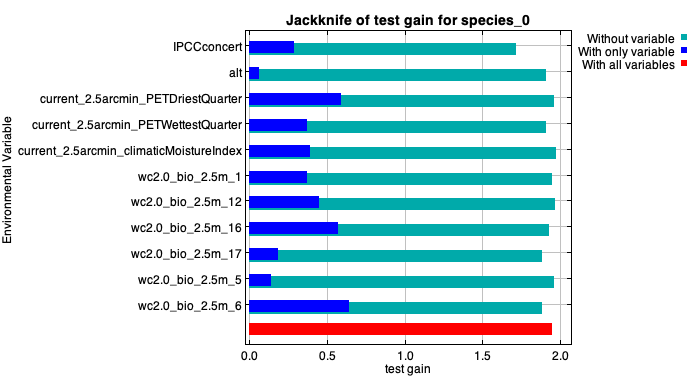 Jackknife of test gain for species_0
Without variable
With only variable
With all variables
Environmental Variable
IPCCconcert
alt
current_2.5arcmin_PETDriestQuarter
current_2.5arcmin_PETWettestQuarter
current_2.5arcmin_climaticMoistureIndex
wc2.0_bio_2.5m_1
wc2.0_bio_2.5m_12
wc2.0_bio_2.5m_16
wc2.0_bio_2.5m_17
wc2.0_bio_2.5m_5
wc2.0_bio_2.5m_6
0.0 0.5 1.0 1.5 2.0
test gain